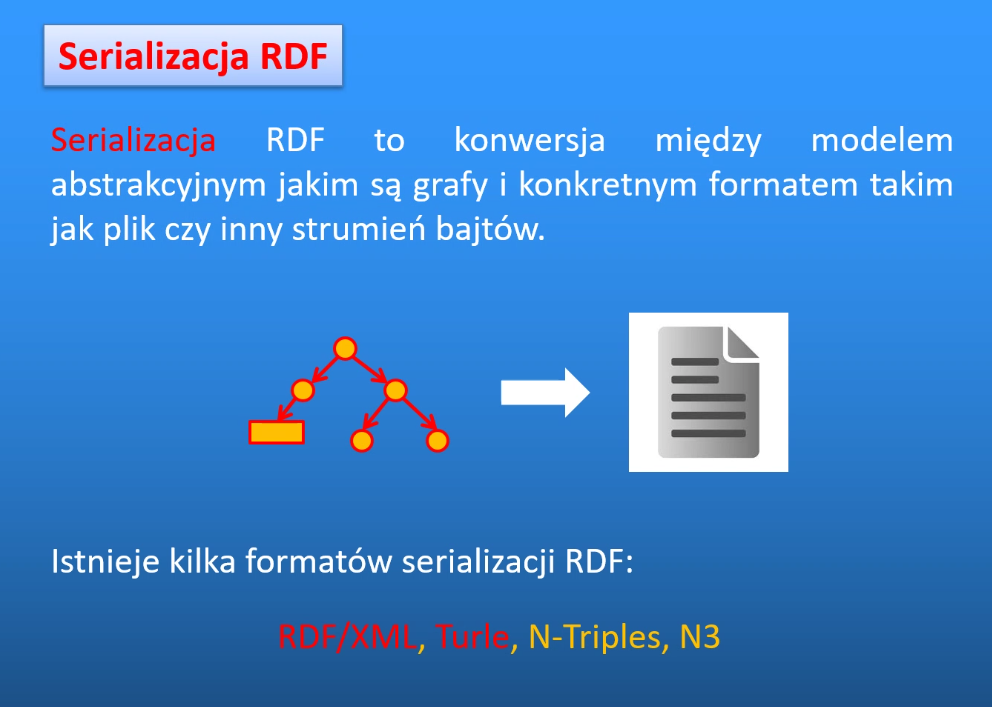 Serializacja RDF
Serializacja RDF to konwersja między modelem
abstrakcyjnym jakim są grafy i konkretnym formatem takim
jak plik czy inny strumień bajtów.
Istnieje kilka formatów serializacji RDF:
RDF/XML, Turle, N-Triples, N3